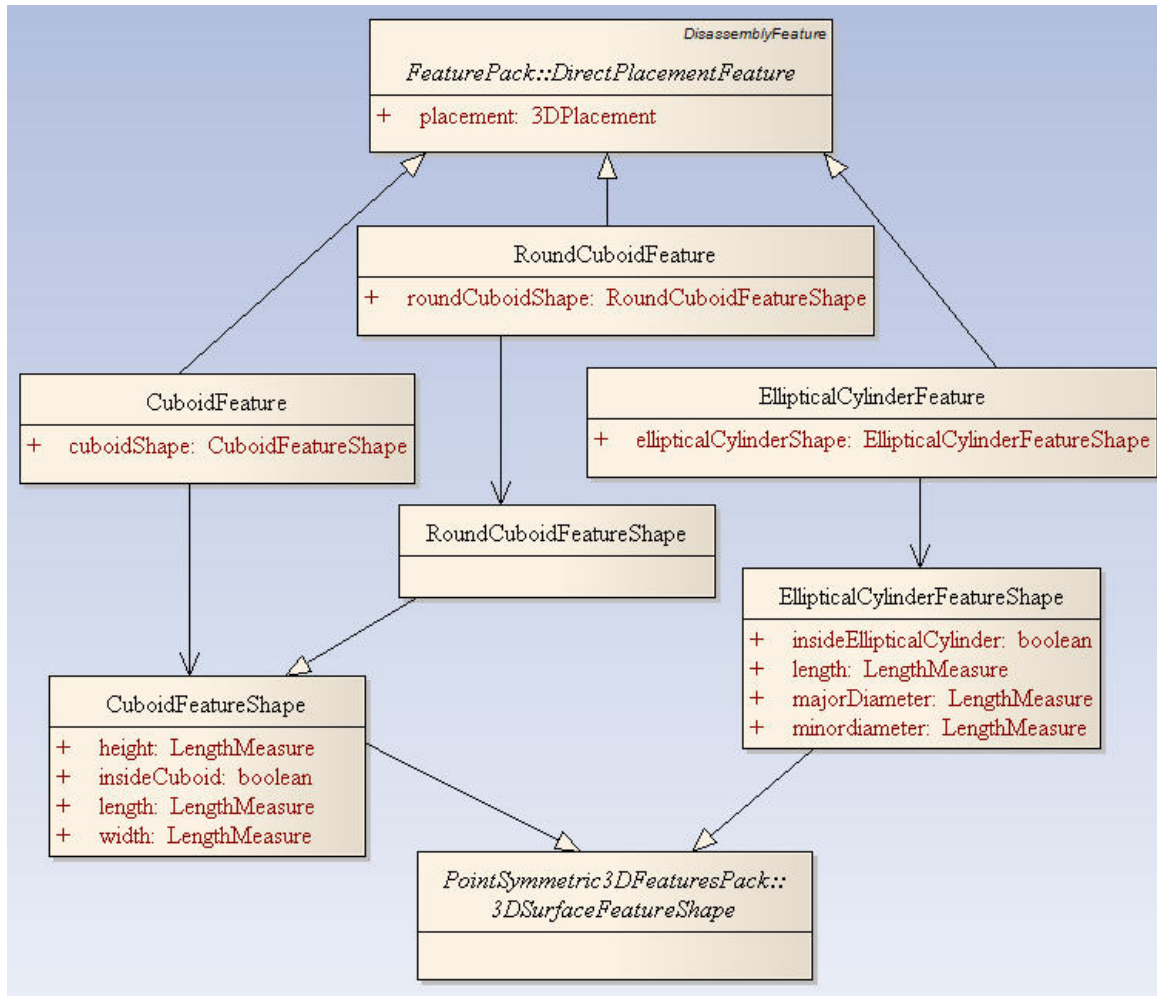 DisassemblyFeature
FeaturePack::DirectPlacementFeature
+ placement: 3DPlacement
RoundCuboidFeature
+ roundCuboidShape: RoundCuboidFeatureShape
CuboidFeature
+ cuboidShape: CuboidFeatureShape
EllipticalCylinderFeature
+ ellipticalCylinderShape: EllipticalCylinderFeatureShape
RoundCuboidFeatureShape
EllipticalCylinderFeatureShape
+ insideEllipticalCylinder: boolean
+ length: LengthMeasure
+ majorDiameter: LengthMeasure
+ minordiameter: LengthMeasure
CuboidFeatureShape
+ height: LengthMeasure
+ insideCuboid: boolean
+ length: LengthMeasure
+ width: LengthMeasure
PointSymmetric3DFeaturesPack::
3DSurfaceFeatureShape